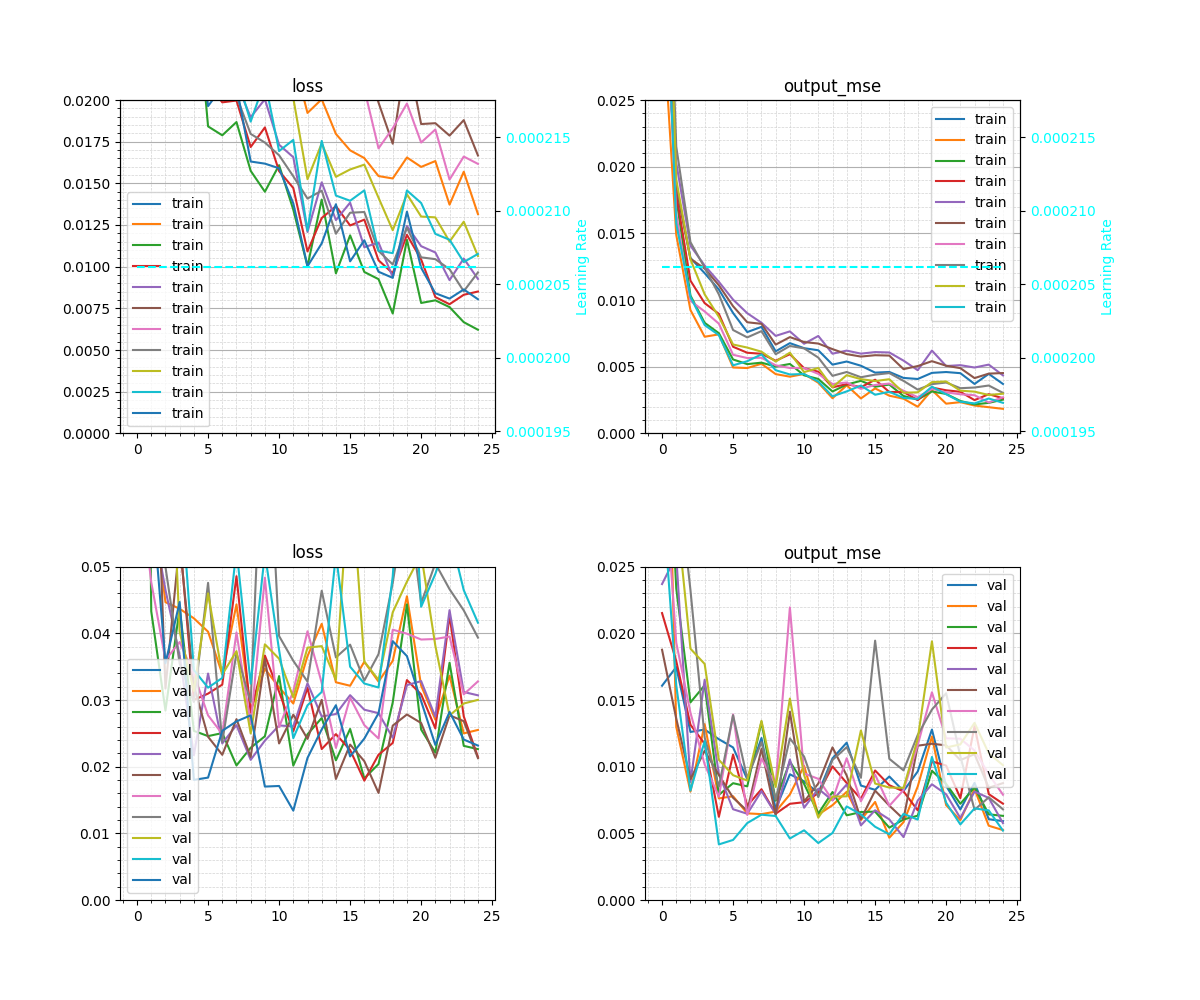 loss
0.0200
0.0175
0.0150
0.0125
0.0100
0.0075
0.0050
0.0025
0.0000
0
5
10
15
20
25
train
train
train
train
train
train
train
train
train
train
train
0.000215
0.000210
0.000205
0.000200
0.000195
Learning Rate
output_mse
0.025
0.020
0.015
0.010
0.005
0.000
0
5
10
15
20
25
train
train
train
train
train
train
train
train
train
train
0.000215
0.000210
0.000205
0.000200
0.000195
Learning Rate
loss
0.05
0.04
0.03
0.02
0.01
0.00
0
5
10
15
20
25
val
val
val
val
val
val
val
val
val
val
val
output_mse
0.025
0.020
0.015
0.010
0.005
0.000
0
5
10
15
20
25
val
val
val
val
val
val
val
val
val
val